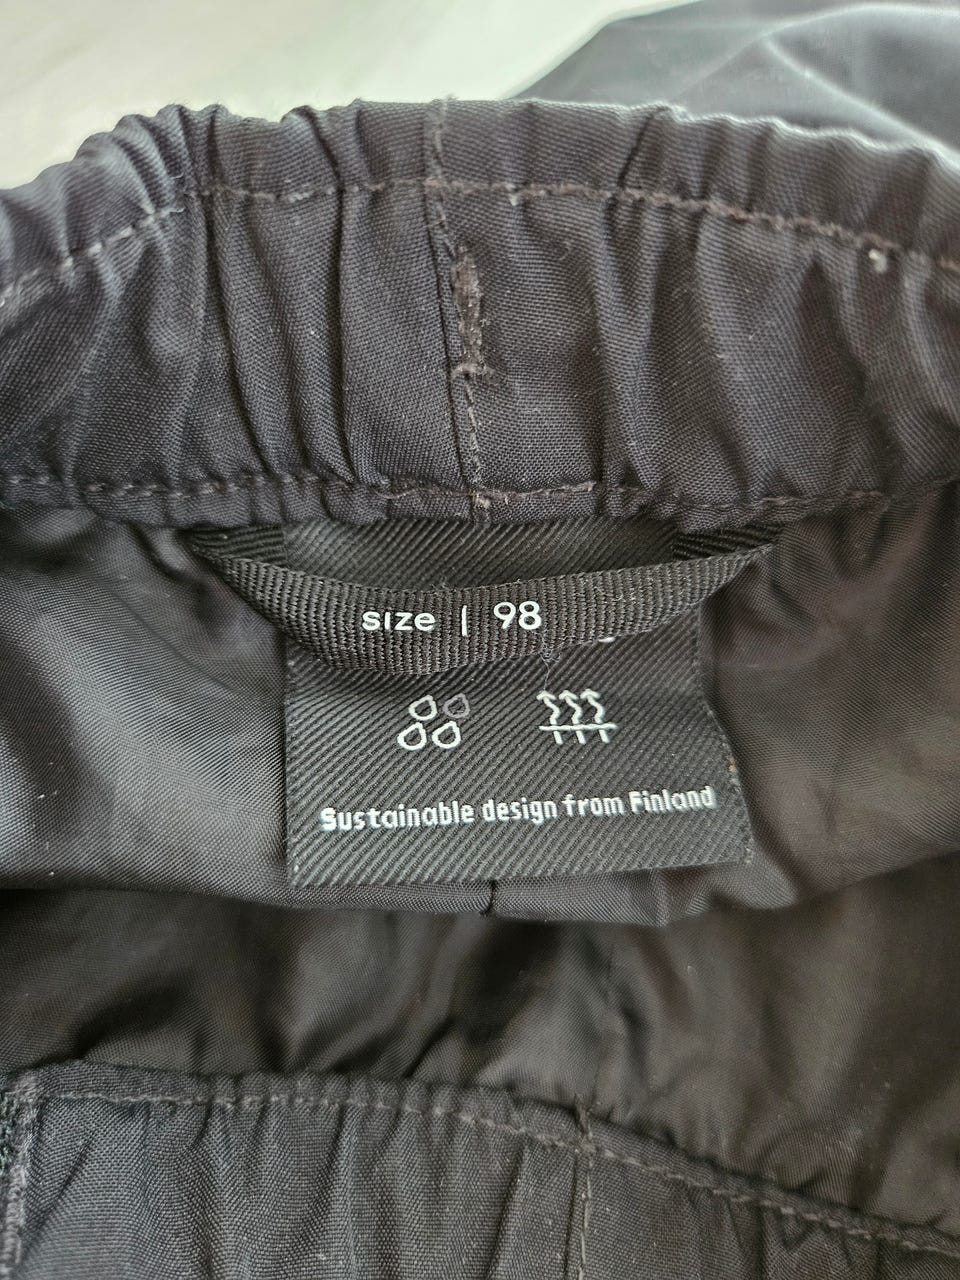 size | 98
Sustainable design from Finland